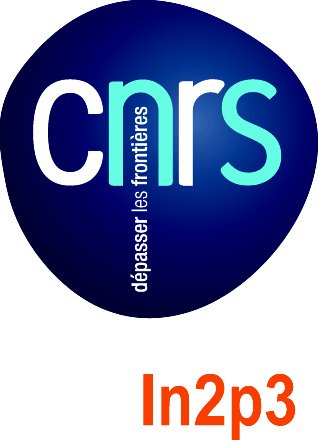 cnrs
dépasser les frontières
In2p3